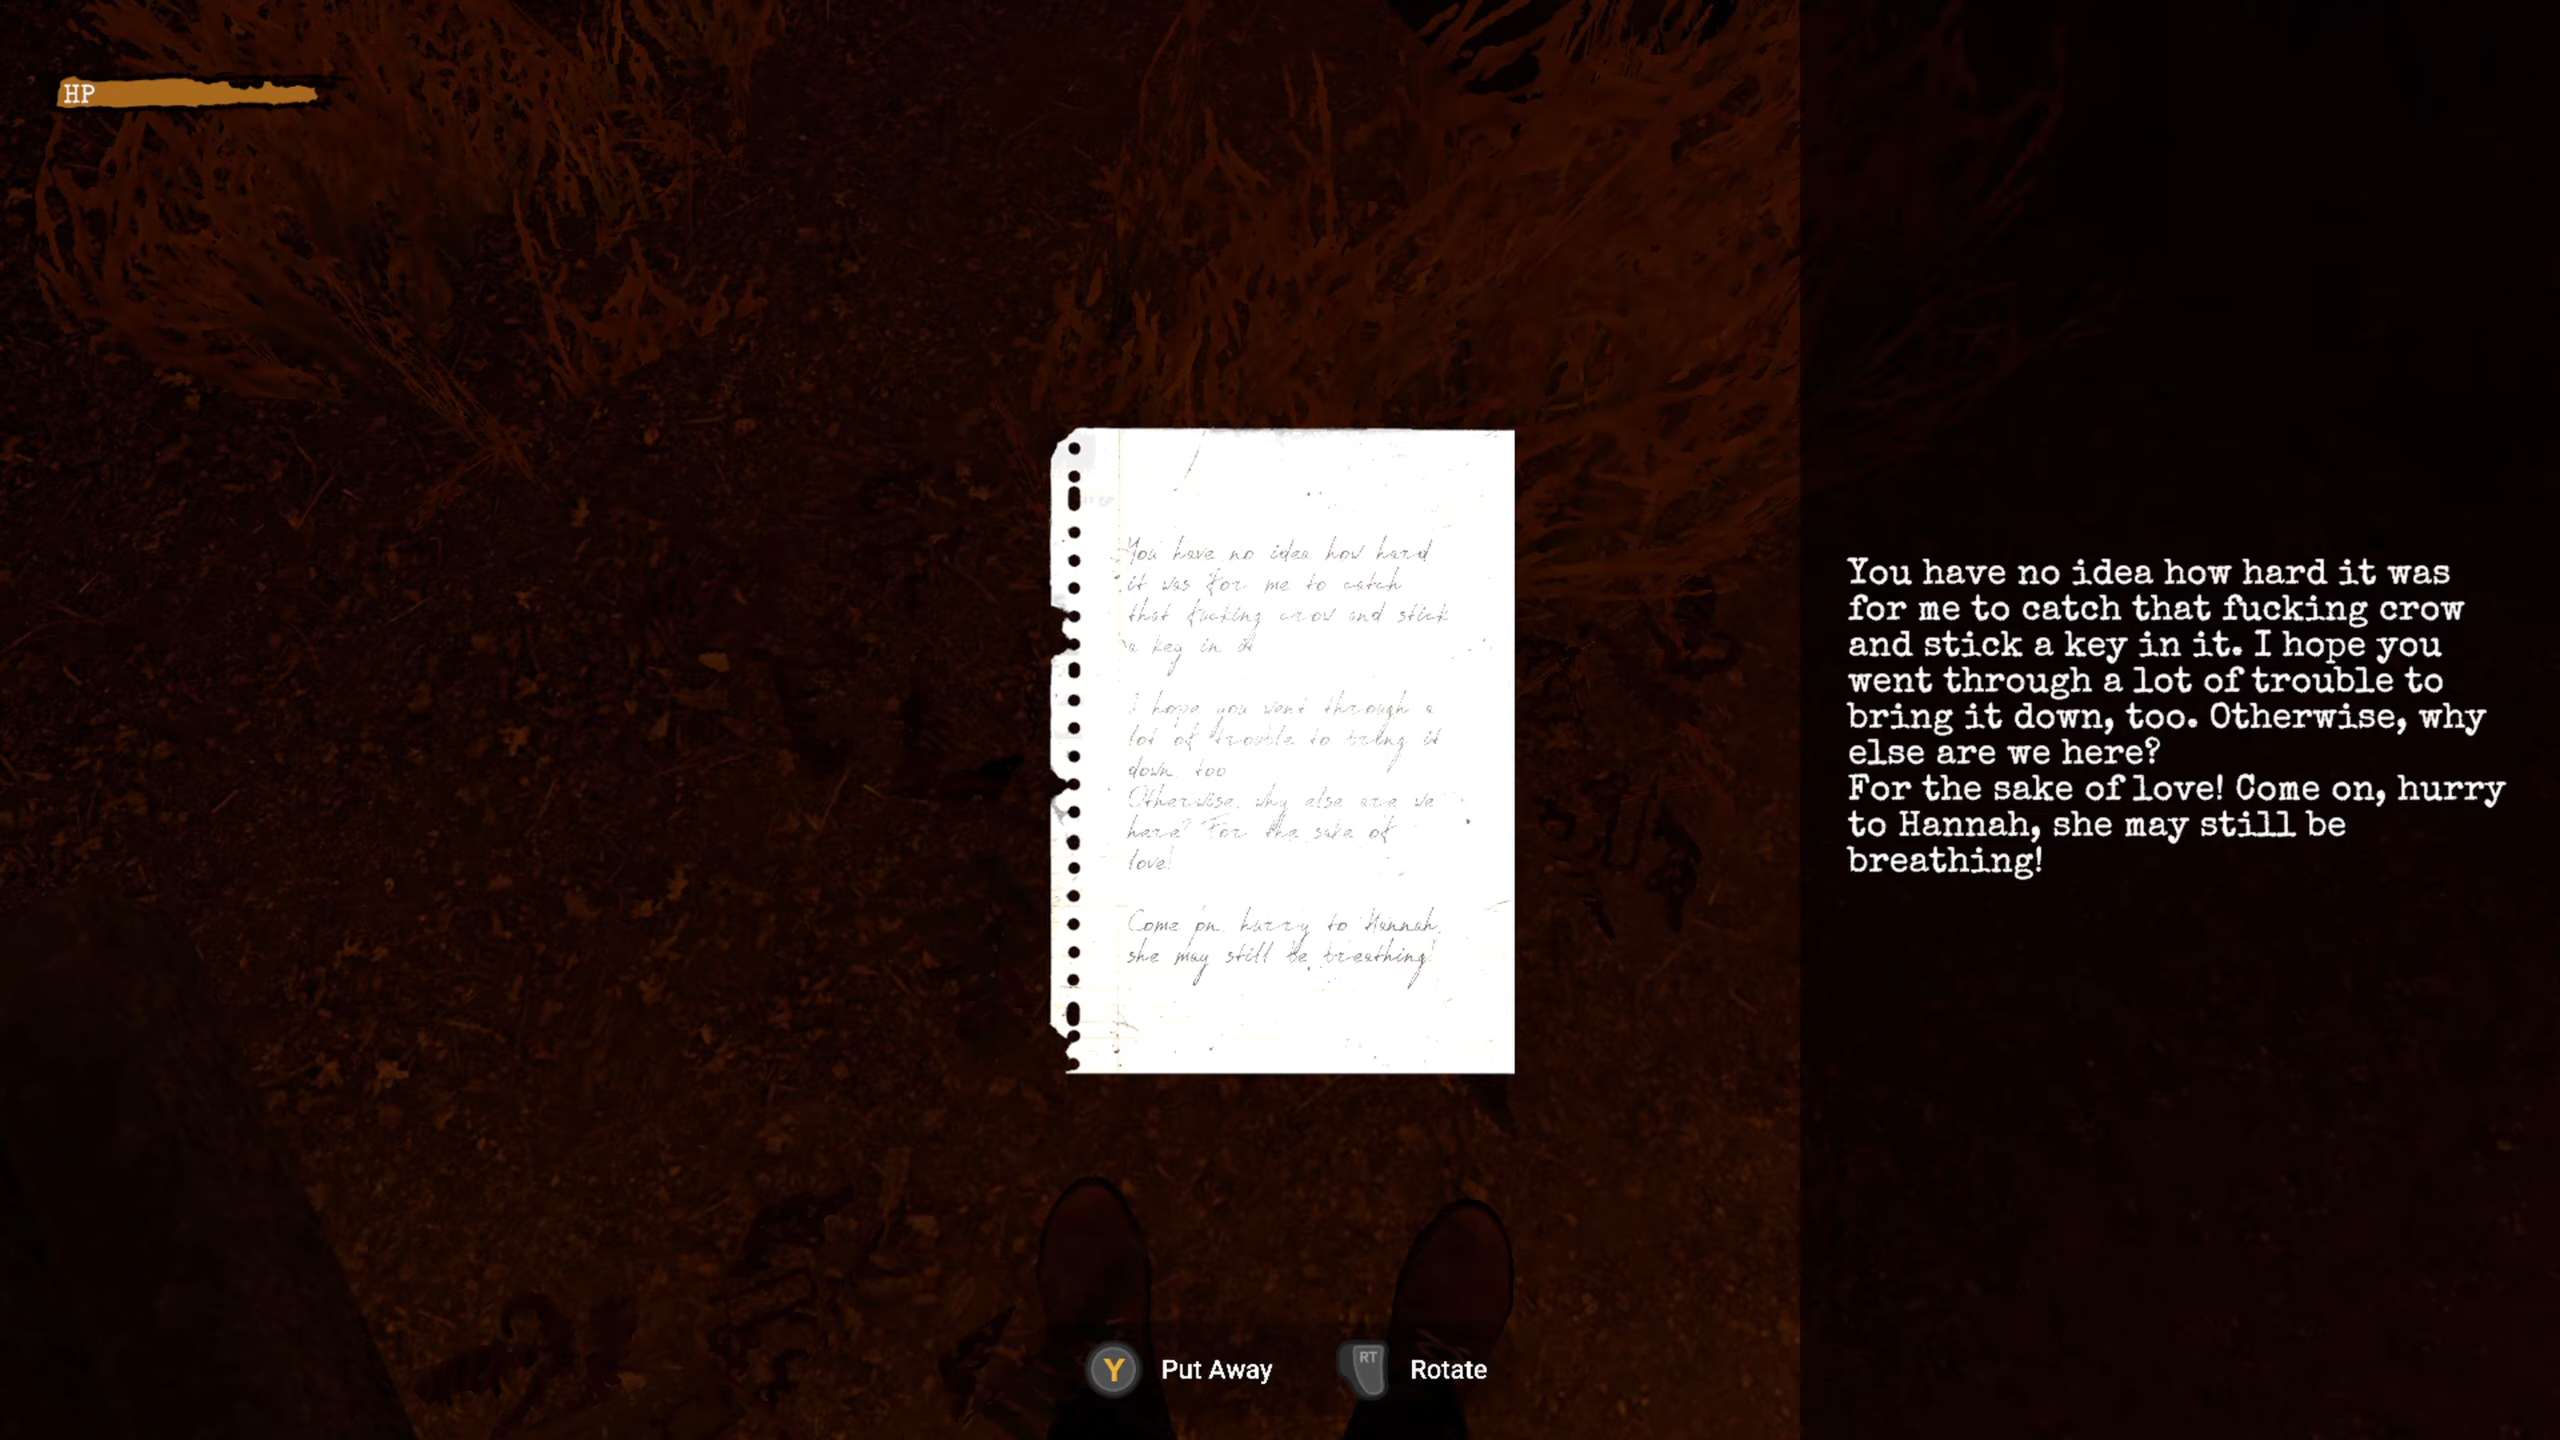 HP
You have no idea how hard
it was for me to catch
that fucking crow and stick
a key in it
I hope you went through a
lot of trouble to bring it
down, too
Otherwise, why else are we
here? For the sake of
love!
Come on, hurry to Hannah,
she may still be breathing!
You have no idea how hard it was
for me to catch that fucking crow
and stick a key in it. I hope you
went through a lot of trouble to
bring it down, too. Otherwise, why
else are we here?
For the sake of love! Come on, hurry
to Hannah, she may still be
breathing!
Y Put Away RT Rotate